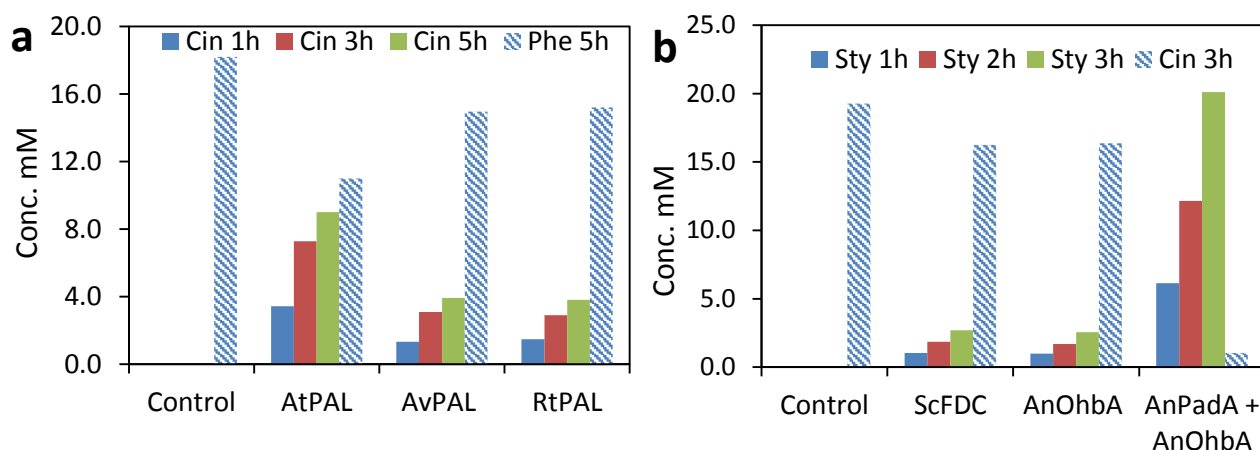 a
Cin 1h Cin 3h Cin 5h Phe 5h
Conc. mM
20.0
16.0
12.0
8.0
4.0
0.0
Control AtPAL AvPAL RtPAL
b
Sty 1h Sty 2h Sty 3h Cin 3h
Conc. mM
25.0
20.0
15.0
10.0
5.0
0.0
Control ScFDC AnOhbA AnPadA +
AnOhbA